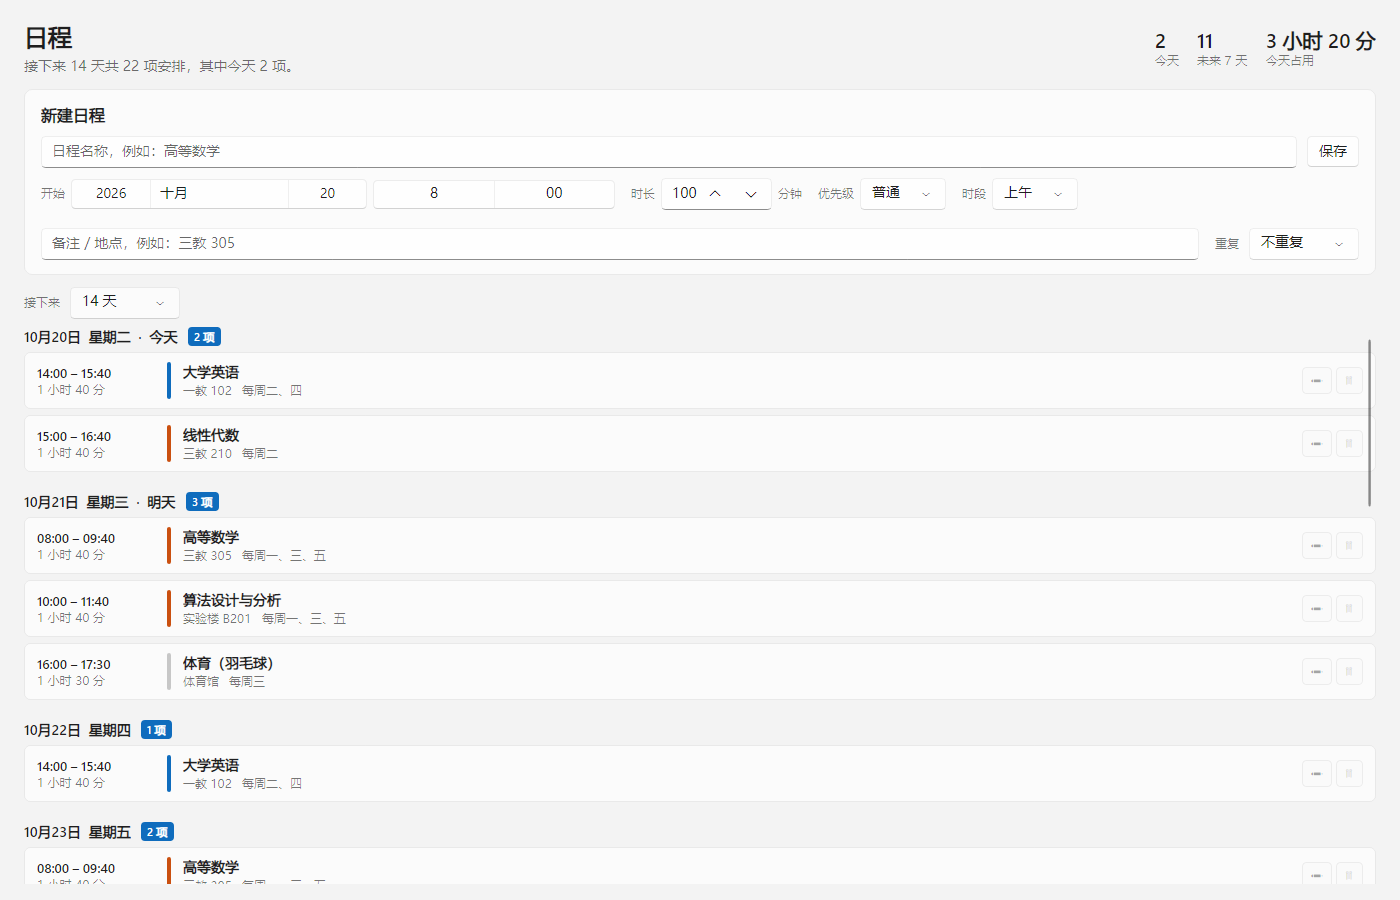 日程
接下来 14 天共 22 项安排，其中今天 2 项。
2
今天
11
未来 7 天
3 小时 20 分
今天占用
新建日程
日程名称，例如：高等数学
保存
开始 2026 十月 20 8 00 时长 100 分钟 优先级 普通 时段 上午
备注 / 地点，例如：三教 305
重复 不重复
接下来 14 天
10月20日 星期二 · 今天 2 项
14:00 – 15:40
1 小时 40 分
大学英语
一教 102 每周二、四
15:00 – 16:40
1 小时 40 分
线性代数
三教 210 每周二
10月21日 星期三 · 明天 3 项
08:00 – 09:40
1 小时 40 分
高等数学
三教 305 每周一、三、五
10:00 – 11:40
1 小时 40 分
算法设计与分析
实验楼 B201 每周一、三、五
16:00 – 17:30
1 小时 30 分
体育（羽毛球）
体育馆 每周三
10月22日 星期四 1 项
14:00 – 15:40
1 小时 40 分
大学英语
一教 102 每周二、四
10月23日 星期五 2 项
08:00 – 09:40
1 小时 40 分
高等数学
三教 305 每周一、三、五